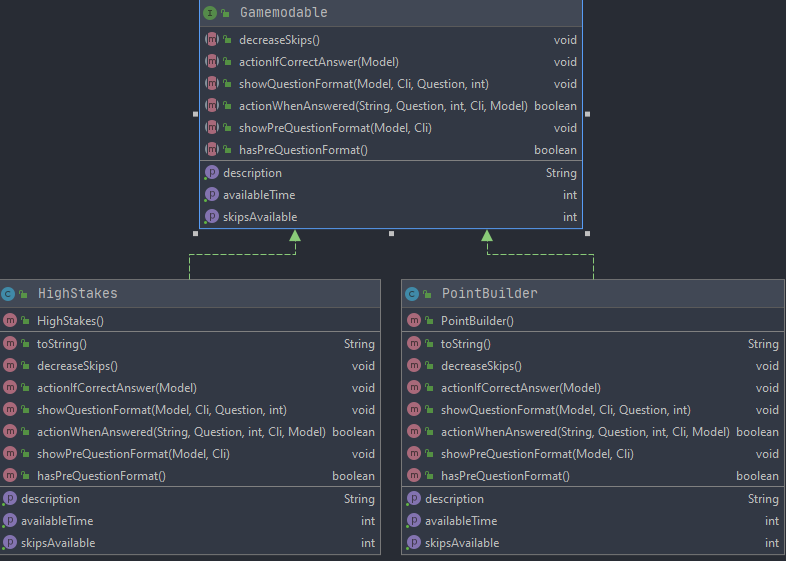 Gamemodable
decreaseSkips() void
actionIfCorrectAnswer(Model) void
showQuestionFormat(Model, Cli, Question, int) void
actionWhenAnswered(String, Question, int, Cli, Model) boolean
showPreQuestionFormat(Model, Cli) void
hasPreQuestionFormat() boolean
description String
availableTime int
skipsAvailable int
HighStakes
HighStakes()
toString() String
decreaseSkips() void
actionIfCorrectAnswer(Model) void
showQuestionFormat(Model, Cli, Question, int) void
actionWhenAnswered(String, Question, int, Cli, Model) boolean
showPreQuestionFormat(Model, Cli) void
hasPreQuestionFormat() boolean
description String
availableTime int
skipsAvailable int
PointBuilder
PointBuilder()
toString() String
decreaseSkips() void
actionIfCorrectAnswer(Model) void
showQuestionFormat(Model, Cli, Question, int) void
actionWhenAnswered(String, Question, int, Cli, Model) boolean
showPreQuestionFormat(Model, Cli) void
hasPreQuestionFormat() boolean
description String
availableTime int
skipsAvailable int